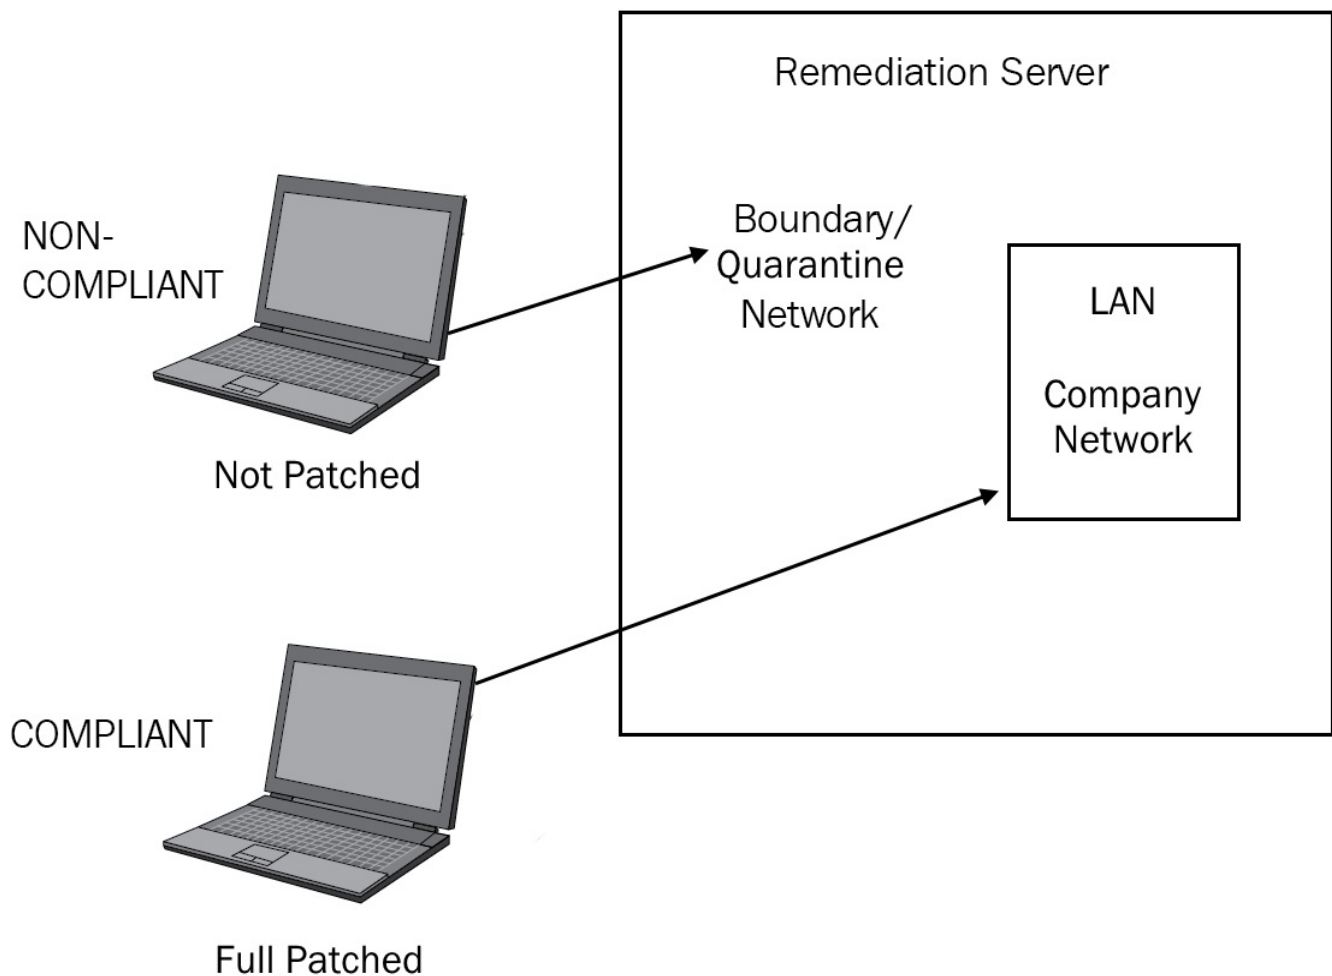 Remediation Server
NON-
COMPLIANT
Boundary/
Quarantine
Network
LAN
Company
Network
Not Patched
COMPLIANT
Full Patched